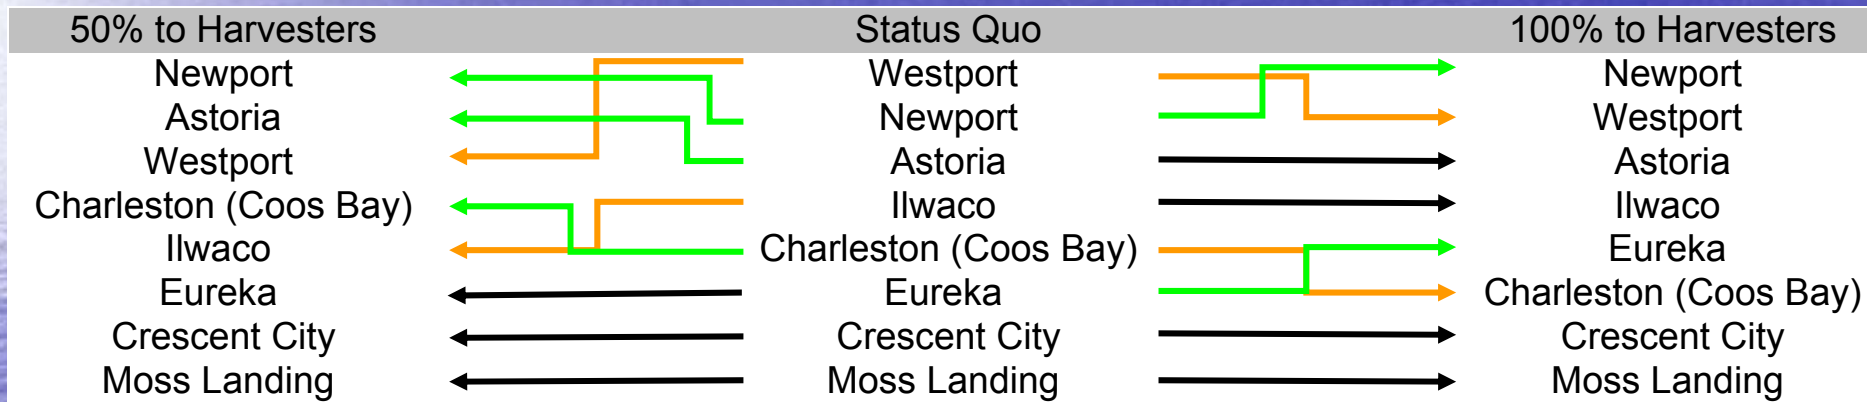 50% to Harvesters Status Quo 100% to Harvesters
Newport Westport Newport
Astoria Newport Westport
Westport Astoria Astoria
Charleston (Coos Bay) Ilwaco Ilwaco
Ilwaco Charleston (Coos Bay) Eureka
Eureka Eureka Charleston (Coos Bay)
Crescent City Crescent City Crescent City
Moss Landing Moss Landing Moss Landing